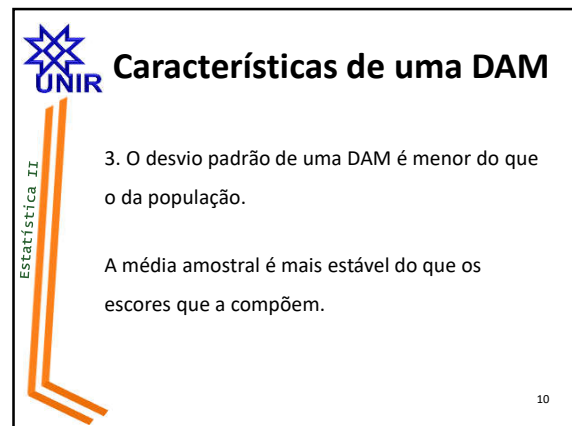 UNIR
Características de uma DAM
Estatística II
3. O desvio padrão de uma DAM é menor do que
o da população.
A média amostral é mais estável do que os
escores que a compõem.
10